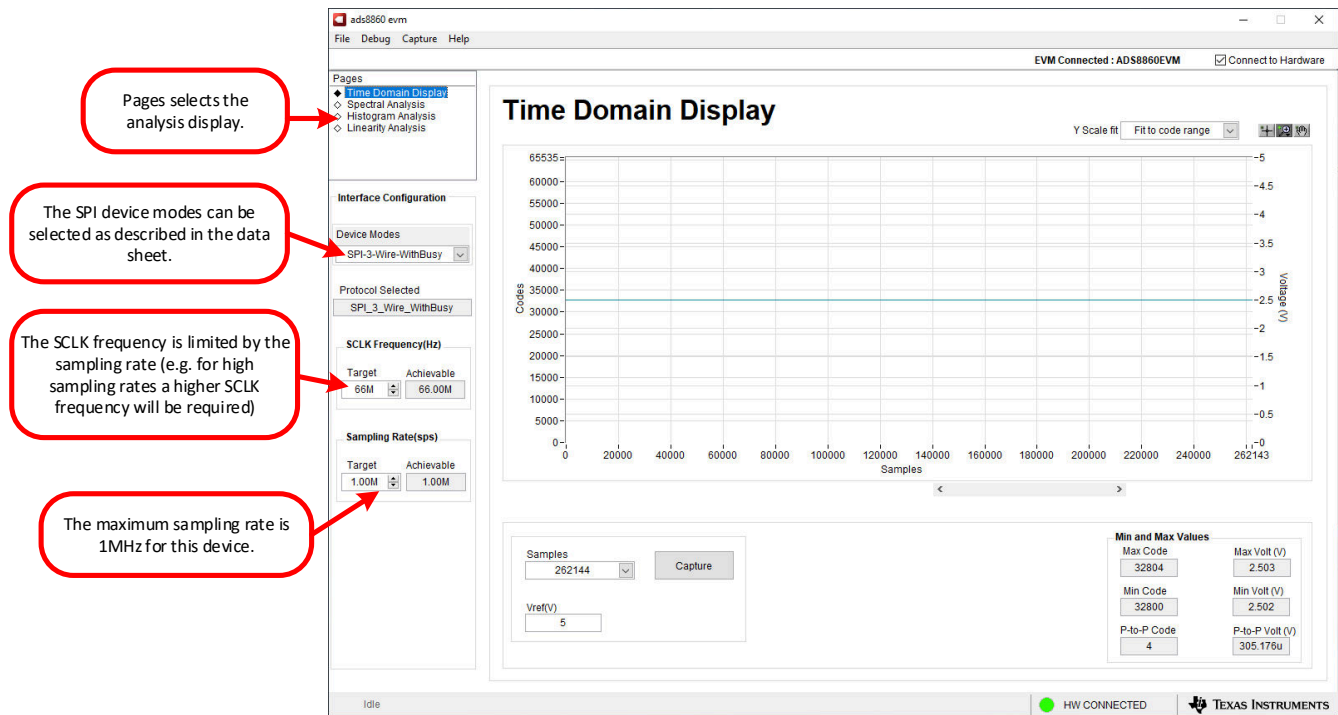 ads8860 evm
File Debug Capture Help
EVM Connected : ADS8860EVM
Connect to Hardware
Pages
Time Domain Display
Spectral Analysis
Histogram Analysis
Linearity Analysis
Pages selects the
analysis display.
Interface Configuration
The SPI device modes can be
selected as described in the data
sheet.
Device Modes
SPI-3-Wire-WithBusy
Protocol Selected
SPI_3_Wire_WithBusy
The SCLK frequency is limited by the
sampling rate (e.g. for high
sampling rates a higher SCLK
frequency will be required)
SCLK Frequency(Hz)
Target Achievable
66M 66.00M
Sampling Rate(sps)
Target Achievable
1.00M 1.00M
The maximum sampling rate is
1MHz for this device.
Time Domain Display
Y Scale fit Fit to code range
Codes
65535
60000
55000
50000
45000
40000
35000
30000
25000
20000
15000
10000
5000
0
5
4.5
4
3.5
3
2.5
2
1.5
1
0.5
0
Voltage (V)
0 20000 40000 60000 80000 100000 120000 140000 160000 180000 200000 220000 240000 262143
Samples
Samples
262144
Capture
Vref(V)
5
Min and Max Values
Max Code Max Volt (V)
32804 2.503
Min Code Min Volt (V)
32800 2.502
P-to-P Code P-to-P Volt (V)
4 305.176u
Idle
HW CONNECTED
TEXAS INSTRUMENTS